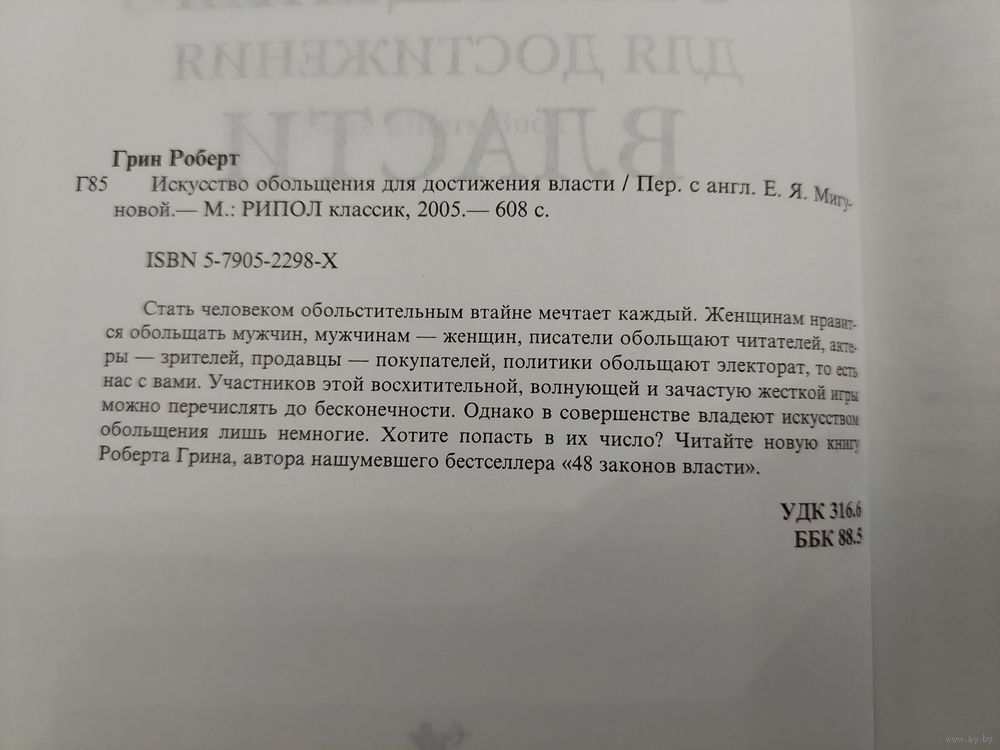 Грин Роберт
Г85 Искусство обольщения для достижения власти / Пер. с англ. Е. Я. Мигу-
новой.— М.: РИПОЛ классик, 2005.— 608 с.
ISBN 5-7905-2298-X
Стать человеком обольстительным втайне мечтает каждый. Женщинам нравит-
ся обольщать мужчин, мужчинам — женщин, писатели обольщают читателей, акте-
ры — зрителей, продавцы — покупателей, политики обольщают электорат, то есть
нас с вами. Участников этой восхитительной, волнующей и зачастую жесткой игры
можно перечислять до бесконечности. Однако в совершенстве владеют искусством
обольщения лишь немногие. Хотите попасть в их число? Читайте новую книгу
Роберта Грина, автора нашумевшего бестселлера «48 законов власти».
УДК 316.6
ББК 88.5
www.ay.by